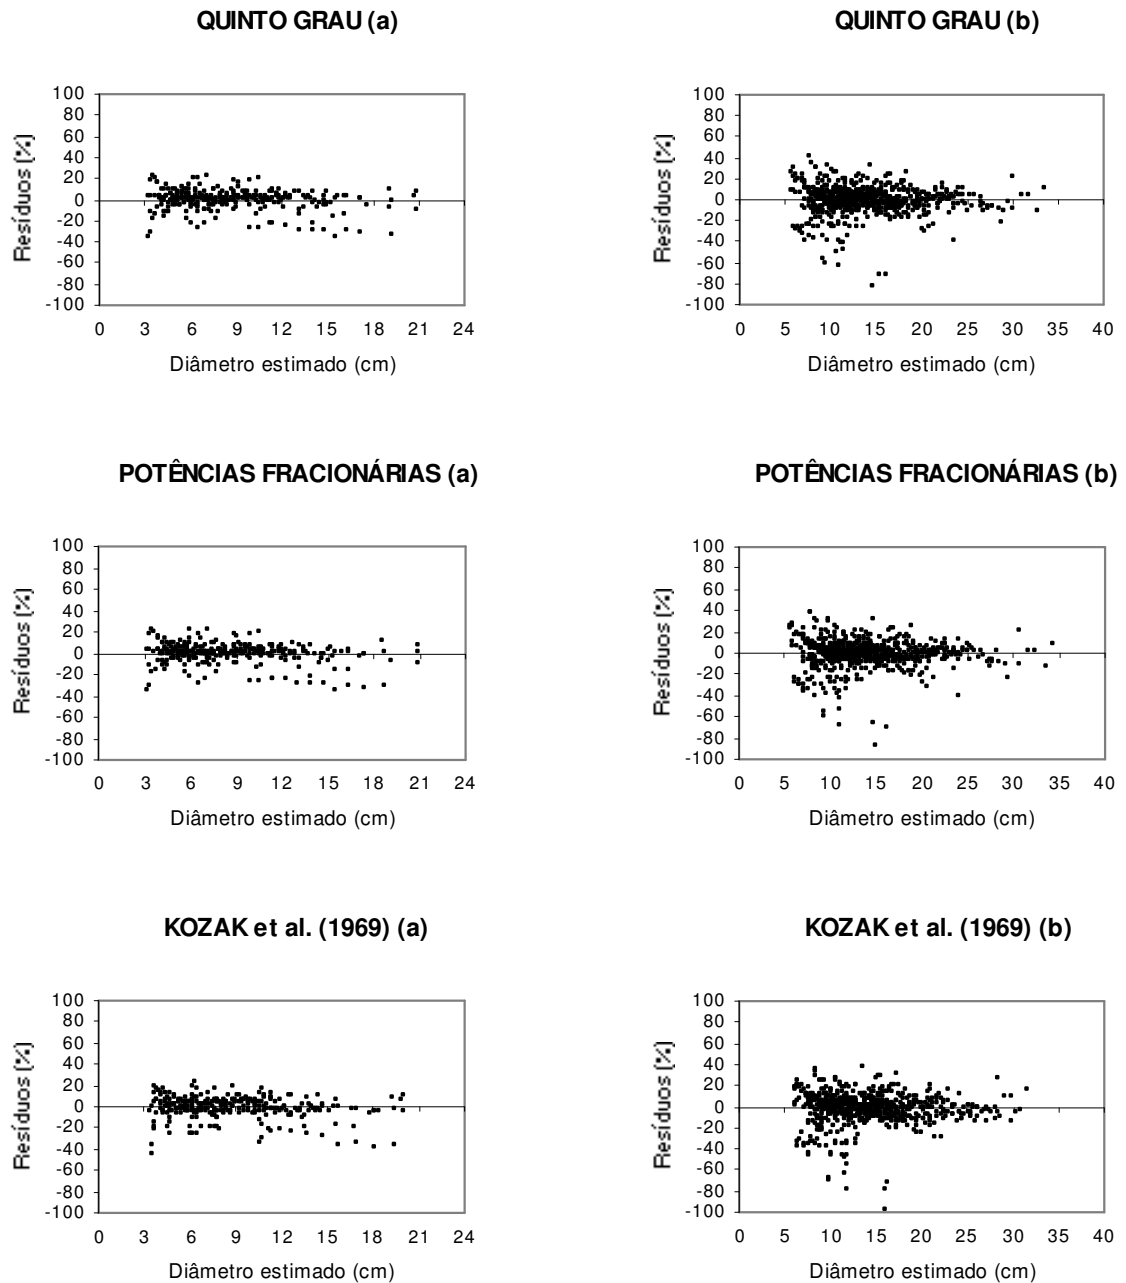 QUINTO GRAU (a)
QUINTO GRAU (b)
Resíduos (%)
100
80
60
40
20
0
-20
-40
-60
-80
-100
0 3 6 9 12 15 18 21 24
Diâmetro estimado (cm)
Resíduos (%)
100
80
60
40
20
0
-20
-40
-60
-80
-100
0 5 10 15 20 25 30 35 40
Diâmetro estimado (cm)
POTÊNCIAS FRACIONÁRIAS (a)
POTÊNCIAS FRACIONÁRIAS (b)
Resíduos (%)
100
80
60
40
20
0
-20
-40
-60
-80
-100
0 3 6 9 12 15 18 21 24
Diâmetro estimado (cm)
Resíduos (%)
100
80
60
40
20
0
-20
-40
-60
-80
-100
0 5 10 15 20 25 30 35 40
Diâmetro estimado (cm)
KOZAK et al. (1969) (a)
KOZAK et al. (1969) (b)
Resíduos (%)
100
80
60
40
20
0
-20
-40
-60
-80
-100
0 3 6 9 12 15 18 21 24
Diâmetro estimado (cm)
Resíduos (%)
100
80
60
40
20
0
-20
-40
-60
-80
-100
0 5 10 15 20 25 30 35 40
Diâmetro estimado (cm)